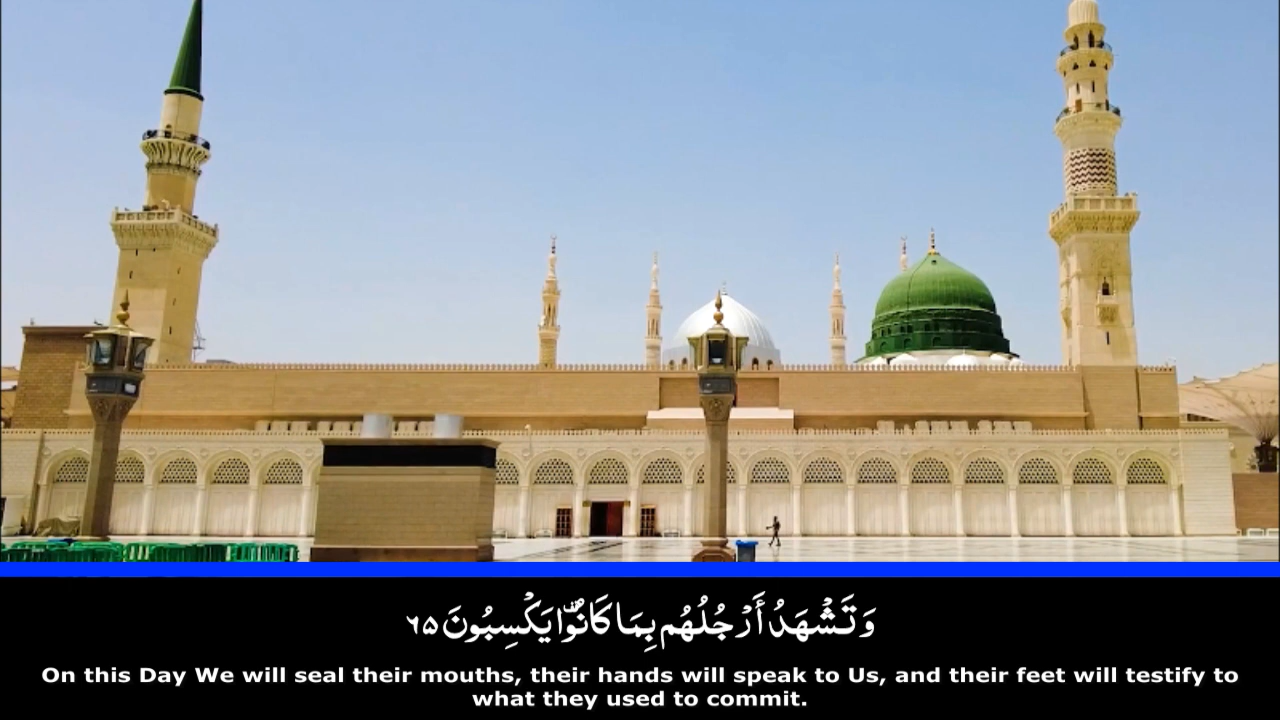 وَتَشْهَدُ أَرْجُلُهُم بِمَا كَانُوا۟ يَكْسِبُونَ ٦٥
On this Day We will seal their mouths, their hands will speak to Us, and their feet will testify to
what they used to commit.